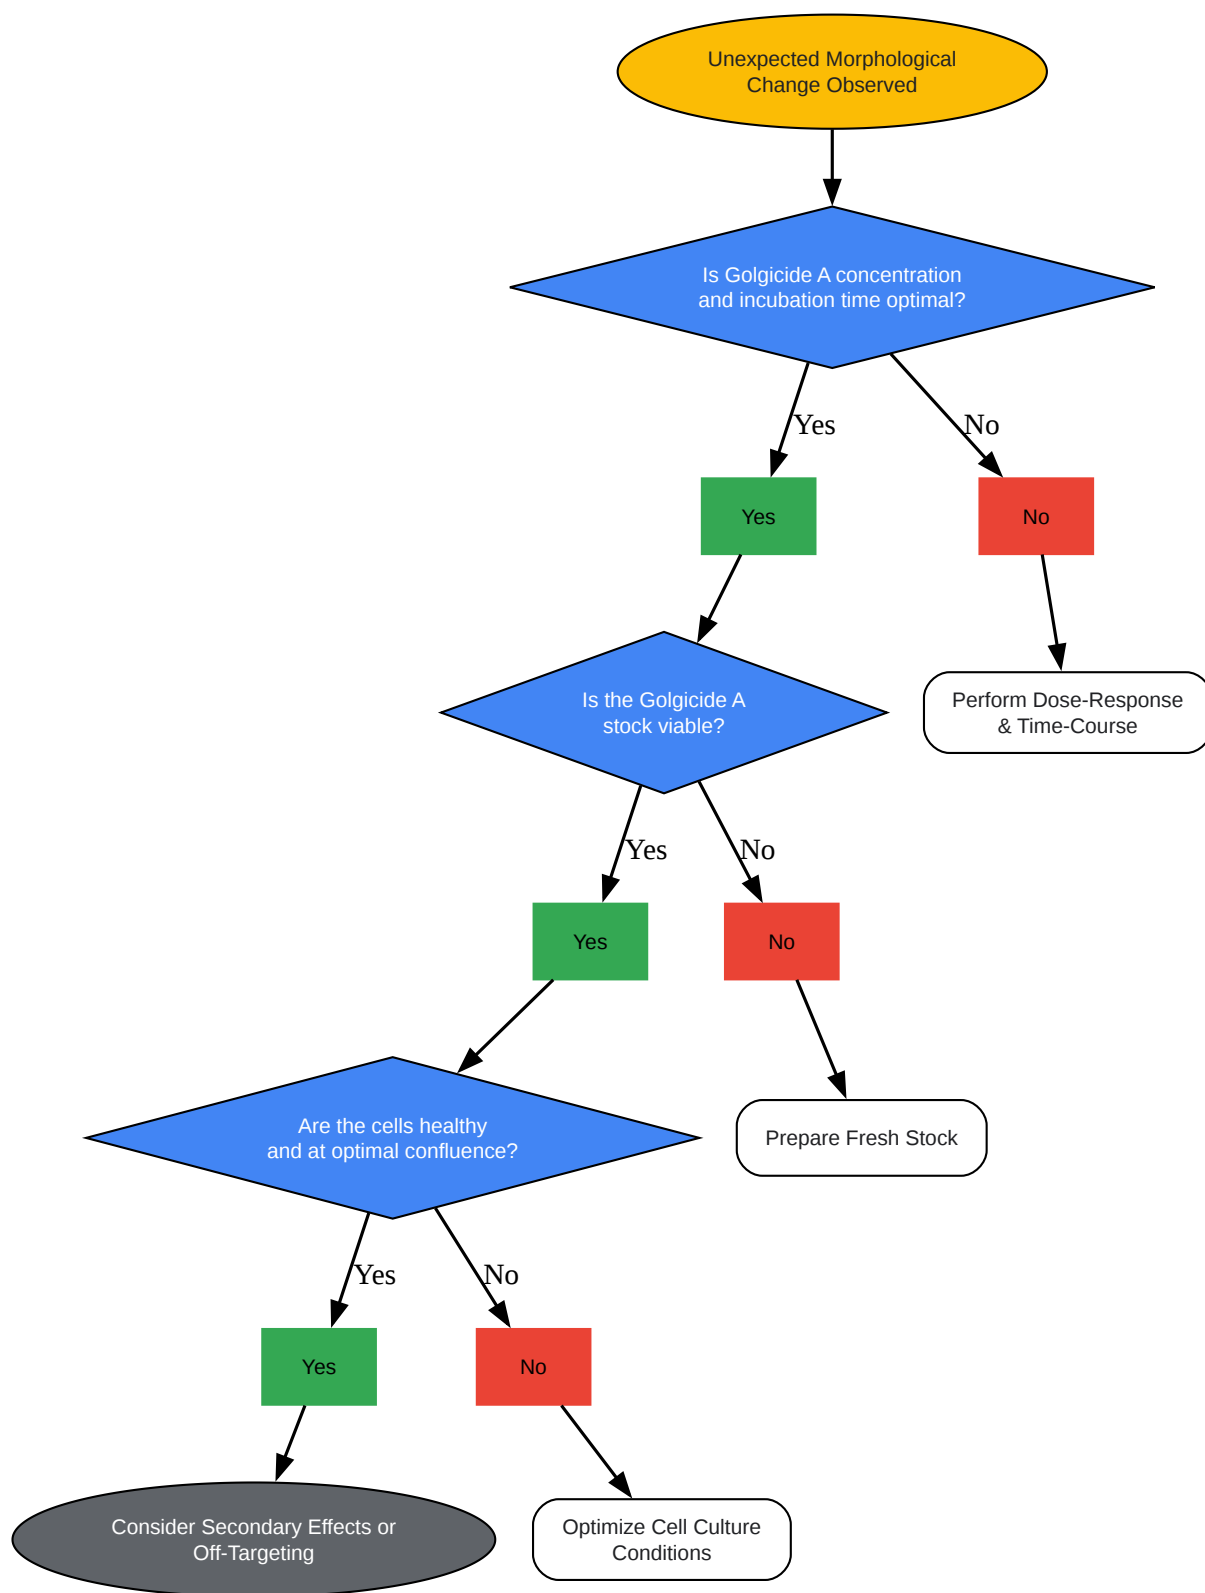 Unexpected Morphological
Change Observed
Is Golgicide A concentration
and incubation time optimal?
Yes
No
Yes
No
Is the Golgicide A
stock viable?
Perform Dose-Response
& Time-Course
Yes
No
Yes
No
Are the cells healthy
and at optimal confluence?
Prepare Fresh Stock
Yes
No
Yes
No
Consider Secondary Effects or
Off-Targeting
Optimize Cell Culture
Conditions